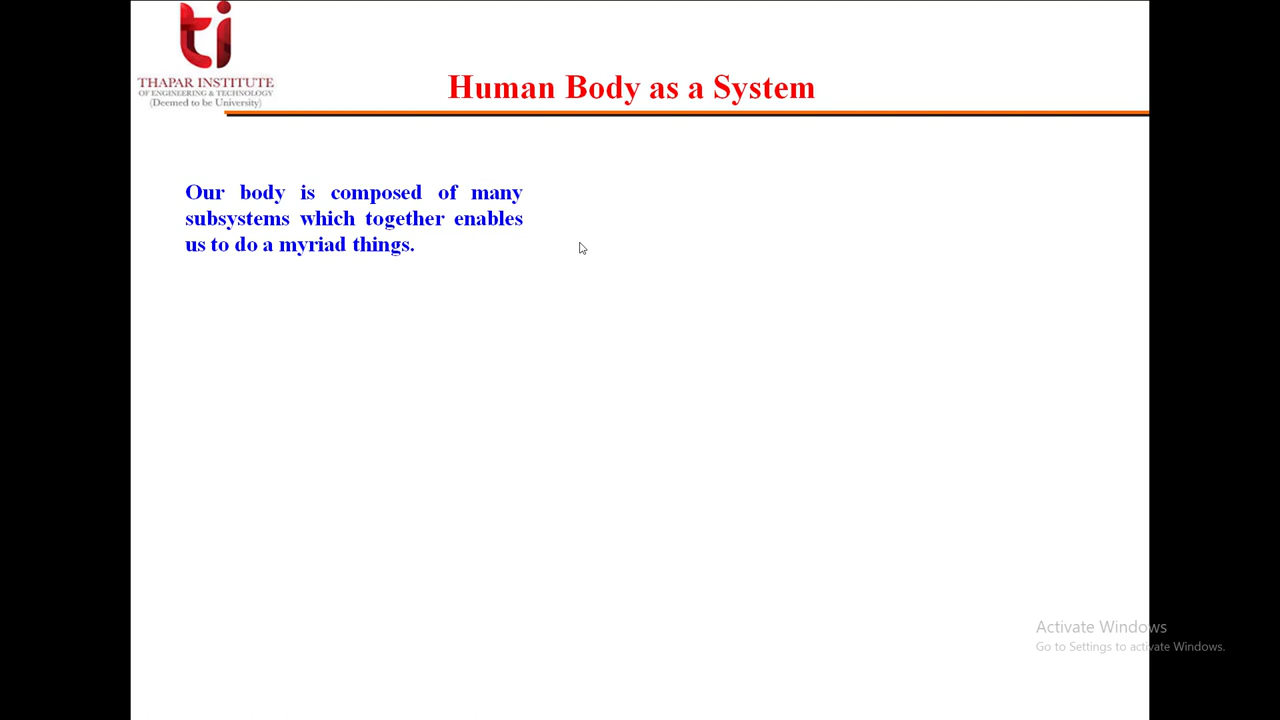 ti
THAPAR INSTITUTE
OF ENGINEERING & TECHNOLOGY
(Deemed to be University)
Human Body as a System
Our body is composed of many
subsystems which together enables
us to do a myriad things.
Activate Windows
Go to Settings to activate Windows.